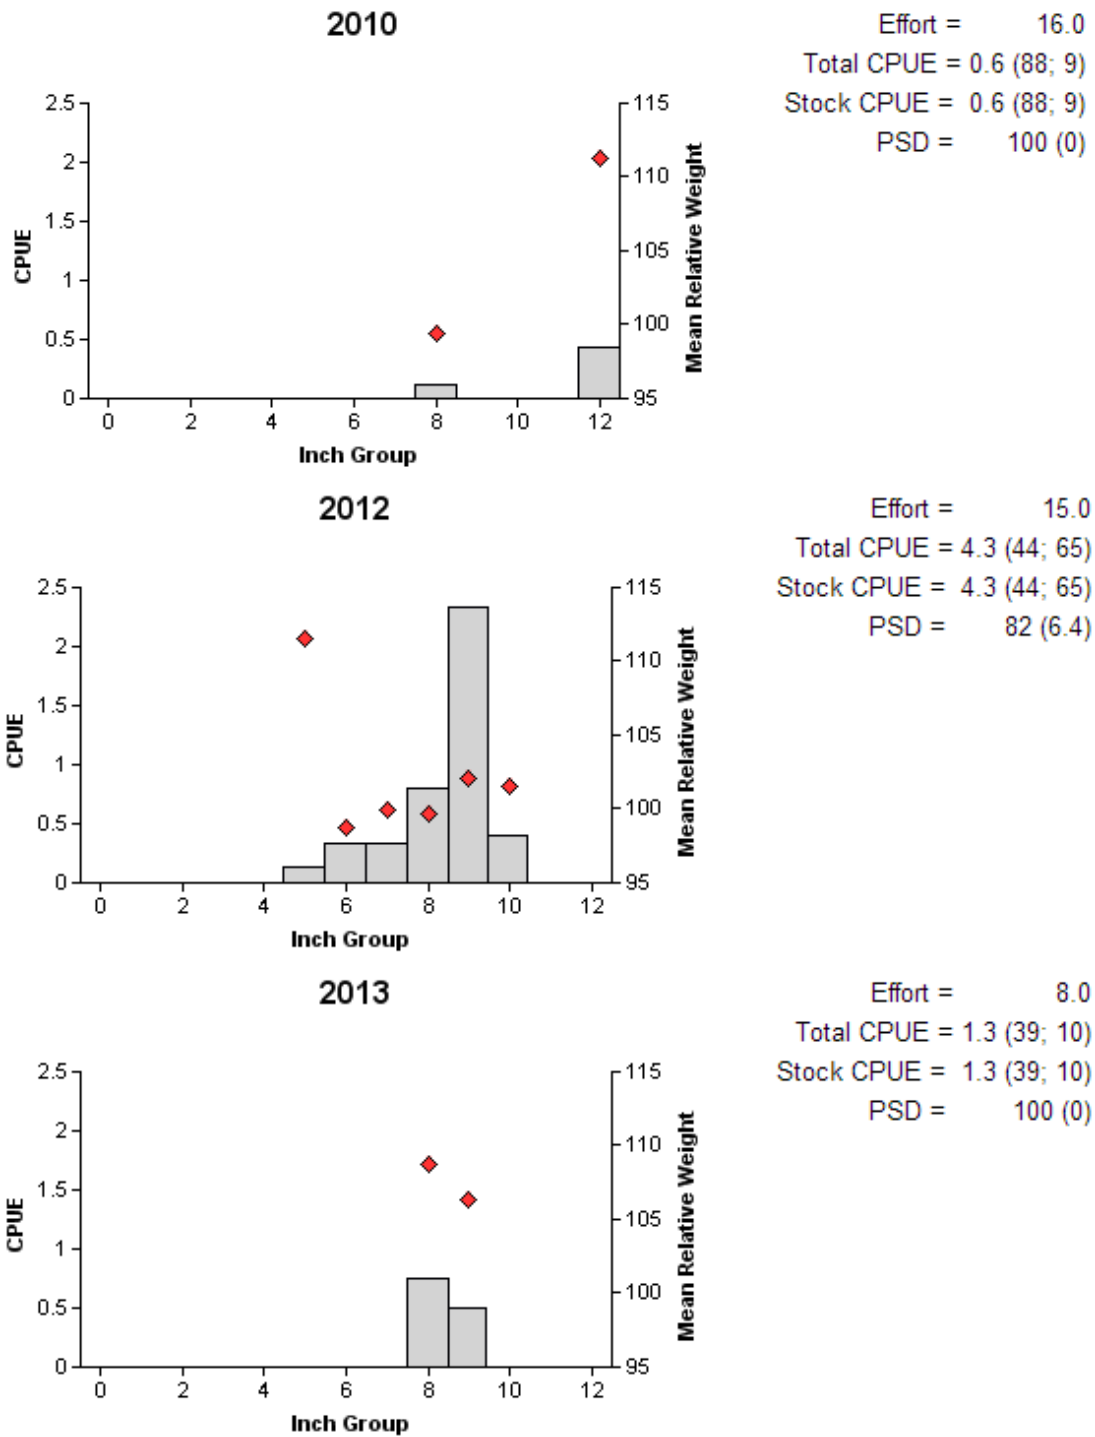 2010
Effort = 16.0
Total CPUE = 0.6 (88; 9)
Stock CPUE = 0.6 (88; 9)
PSD = 100 (0)
2.5
2
1.5
1
0.5
0
CPUE
115
110
105
100
95
Mean Relative Weight
0 2 4 6 8 10 12
Inch Group
2012
Effort = 15.0
Total CPUE = 4.3 (44; 65)
Stock CPUE = 4.3 (44; 65)
PSD = 82 (6.4)
2.5
2
1.5
1
0.5
0
CPUE
115
110
105
100
95
Mean Relative Weight
0 2 4 6 8 10 12
Inch Group
2013
Effort = 8.0
Total CPUE = 1.3 (39; 10)
Stock CPUE = 1.3 (39; 10)
PSD = 100 (0)
2.5
2
1.5
1
0.5
0
CPUE
115
110
105
100
95
Mean Relative Weight
0 2 4 6 8 10 12
Inch Group